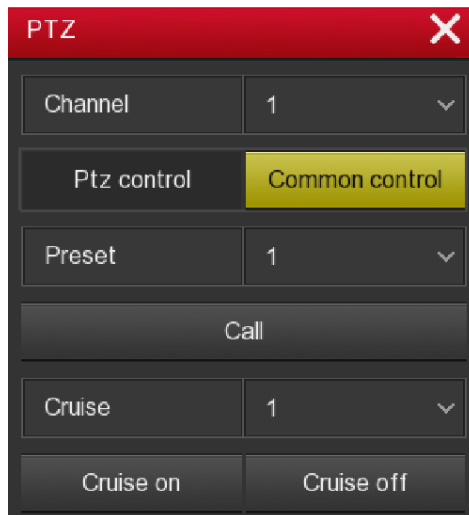 PTZ
Channel 1
Ptz control Common control
Preset 1
Call
Cruise 1
Cruise on Cruise off